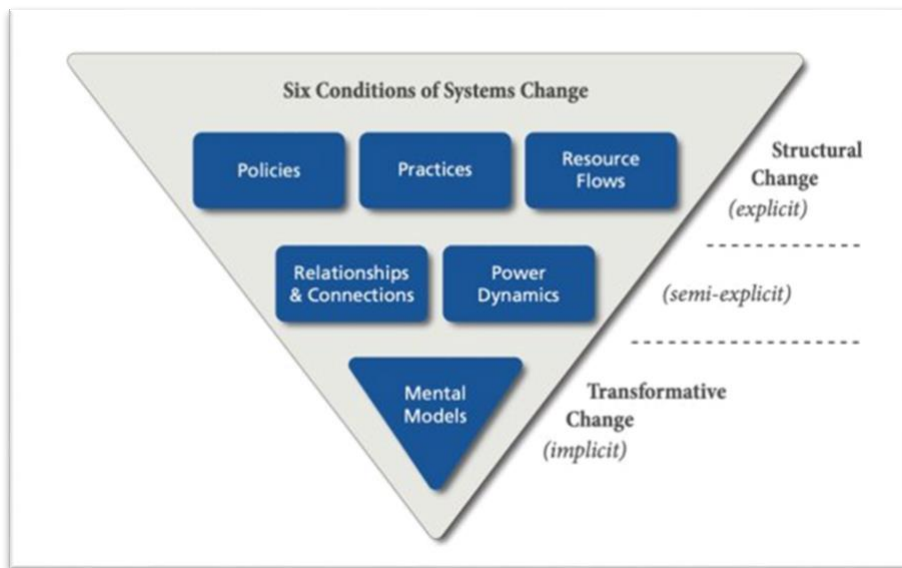 Six Conditions of Systems Change
Policies
Practices
Resource
Flows
Structural
Change
(explicit)
Relationships
& Connections
Power
Dynamics
(semi-explicit)
Mental
Models
Transformative
Change
(implicit)